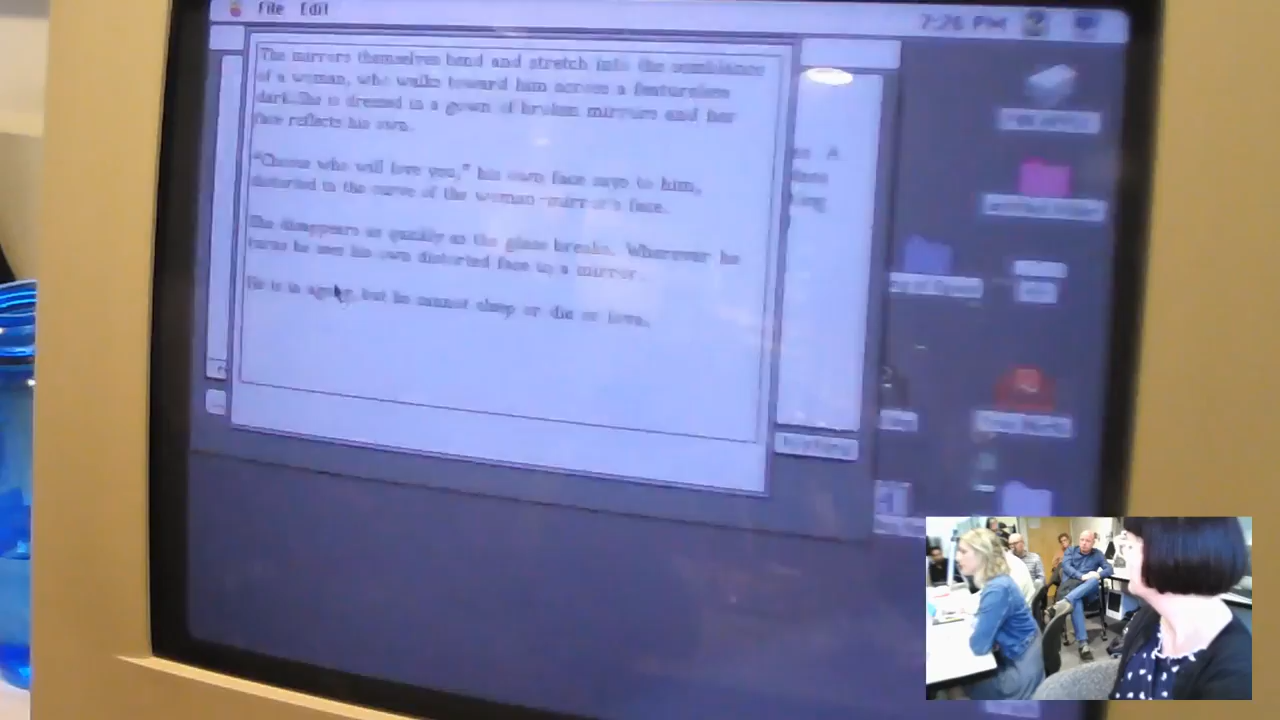 File Edit
7:26 PM
The mirrors themselves bend and stretch into the semblance
of a woman, who walks toward him across a featureless
dark. She is dressed in a gown of broken mirrors and her
face reflects his own.
"Choose who will love you," his own face says to him,
distorted in the curve of the woman-mirror's face.
She disappears as quickly as the glass breaks. Wherever he
turns he sees his own distorted face in a mirror.
He is in agony, but he cannot sleep or die or love.